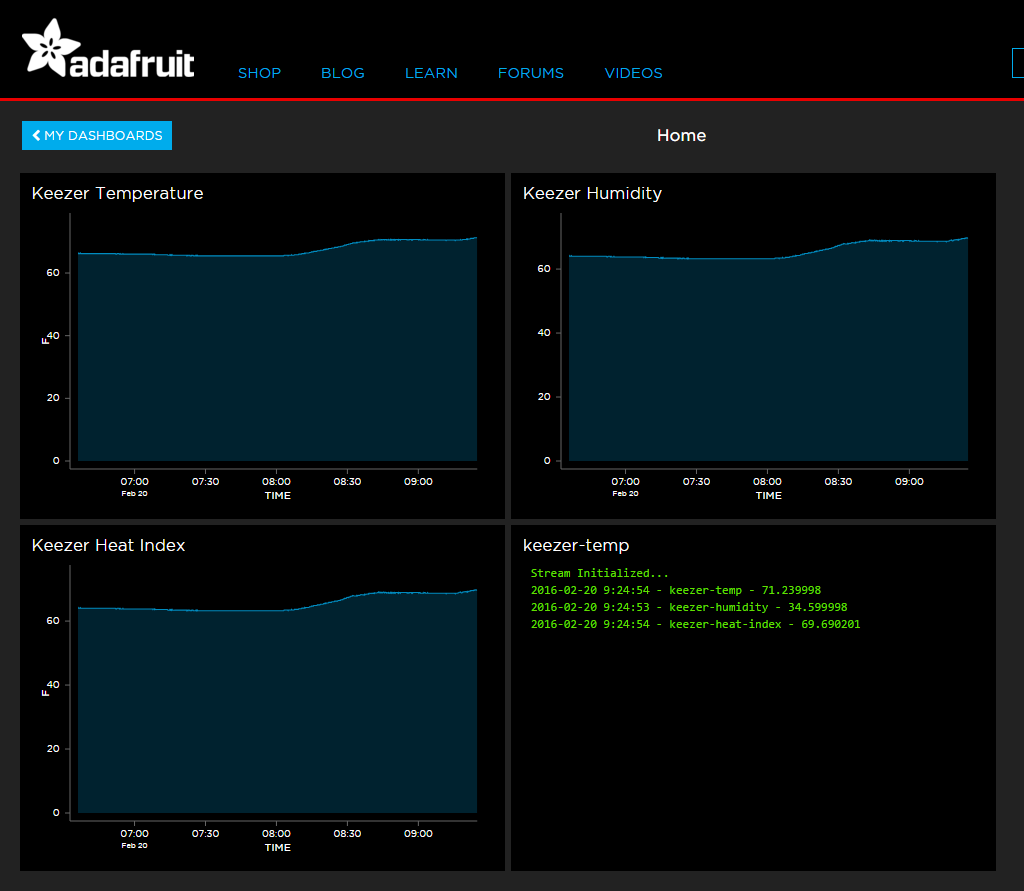 adafruit
SHOP BLOG LEARN FORUMS VIDEOS
MY DASHBOARDS
Home
Keezer Temperature
60
40
F
20
0
07:00 07:30 08:00 08:30 09:00
Feb 20
TIME
Keezer Humidity
60
40
20
0
07:00 07:30 08:00 08:30 09:00
Feb 20
TIME
Keezer Heat Index
60
40
F
20
0
07:00 07:30 08:00 08:30 09:00
Feb 20
TIME
keezer-temp
Stream Initialized...
2016-02-20 9:24:54 - keezer-temp - 71.239998
2016-02-20 9:24:53 - keezer-humidity - 34.599998
2016-02-20 9:24:54 - keezer-heat-index - 69.690201